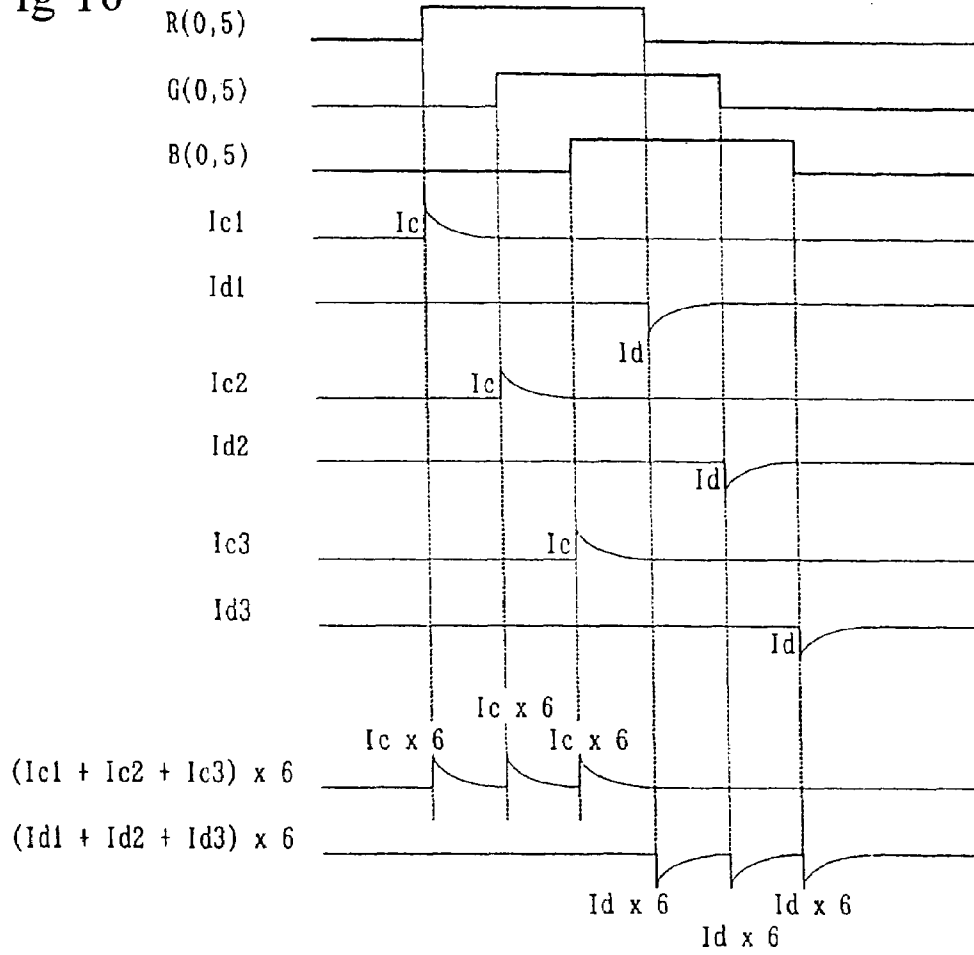 R(0,5)
G(0,5)
B(0,5)
Ic1
Ic
Id1
Id
Ic2
Ic
Id2
Id
Ic3
Ic
Id3
Id
Ic x 6
Ic x 6 Ic x 6
(Ic1 + Ic2 + Ic3) x 6
(Id1 + Id2 + Id3) x 6
Id x 6 Id x 6
Id x 6